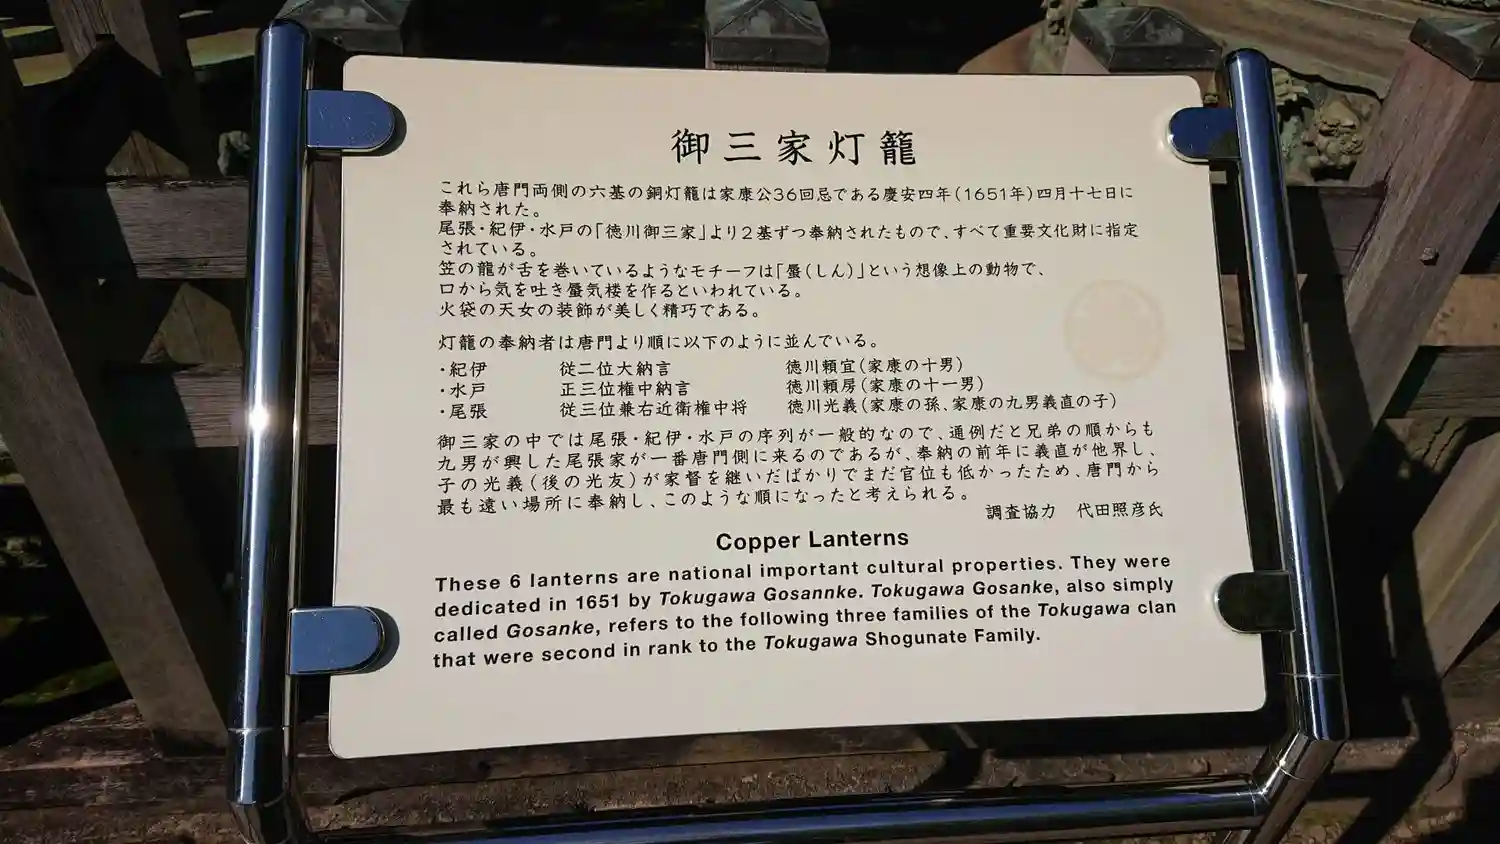 御三家灯籠
これら唐門両側の六基の銅灯籠は家康公36回忌である慶安四年(1651年)四月十七日に
奉納された。
尾張・紀伊・水戸の「徳川御三家」より2基ずつ奉納されたもので、すべて重要文化財に指定
されている。
笠の龍が舌を巻いているようなモチーフは「蜃(しん)」という想像上の動物で、
口から気を吐き蜃気楼を作るといわれている。
火袋の天女の装飾が美しく精巧である。
灯籠の奉納者は唐門より順に以下のように並んでいる。
・紀伊 従二位大納言 徳川頼宣(家康の十男)
・水戸 正三位権中納言 徳川頼房(家康の十一男)
・尾張 従三位兼右近衛権中将 徳川光義(家康の孫、家康の九男義直の子)
御三家の中では尾張・紀伊・水戸の序列が一般的なので、通例だと兄弟の順からも
九男が興した尾張家が一番唐門側に来るのであるが、奉納の前年に義直が他界し、
子の光義(後の光友)が家督を継いだばかりでまだ官位も低かったため、唐門から
最も遠い場所に奉納し、このような順になったと考えられる。
調査協力 代田照彦氏
Copper Lanterns
These 6 lanterns are national important cultural properties. They were
dedicated in 1651 by Tokugawa Gosannke. Tokugawa Gosanke, also simply
called Gosanke, refers to the following three families of the Tokugawa clan
that were second in rank to the Tokugawa Shogunate Family.